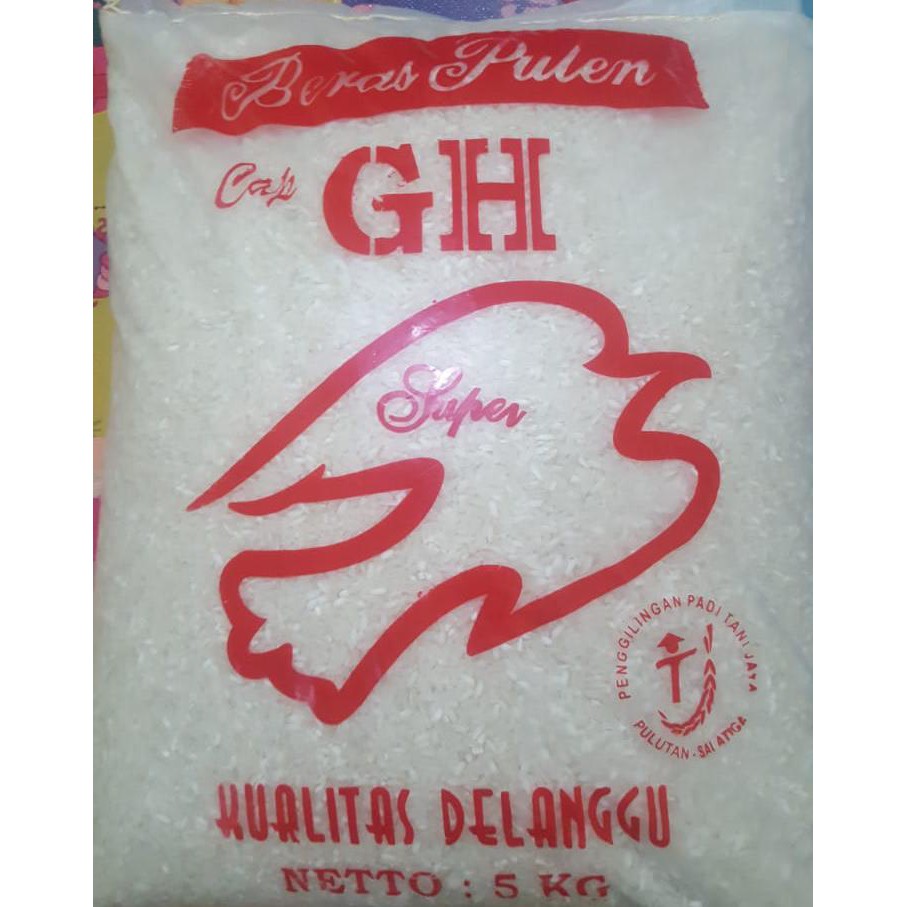 Beras Pulen
Cap GH
Super
PENGGILINGAN PADI TANI JAYA
PULUTAN - SALATIGA
KUALITAS DELANGGU
NETTO : 5 KG